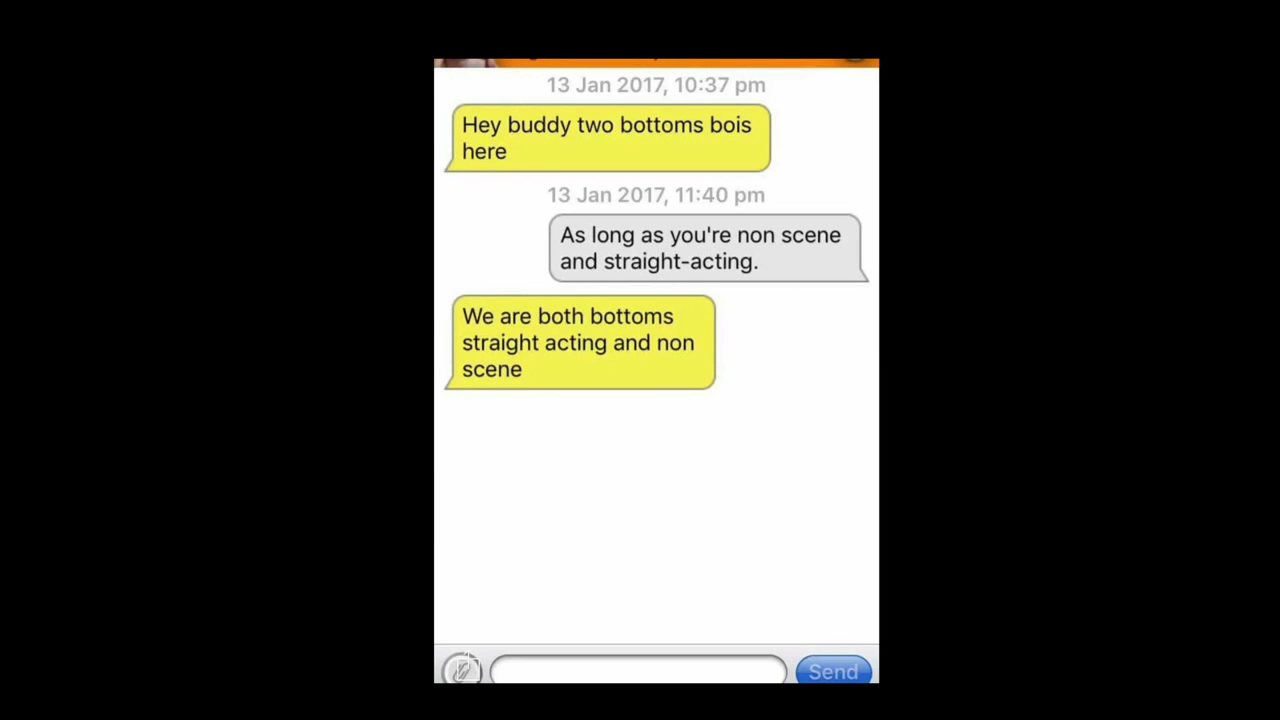 13 Jan 2017, 10:37 pm
Hey buddy two bottoms bois
here
13 Jan 2017, 11:40 pm
As long as you're non scene
and straight-acting.
We are both bottoms
straight acting and non
scene
Send